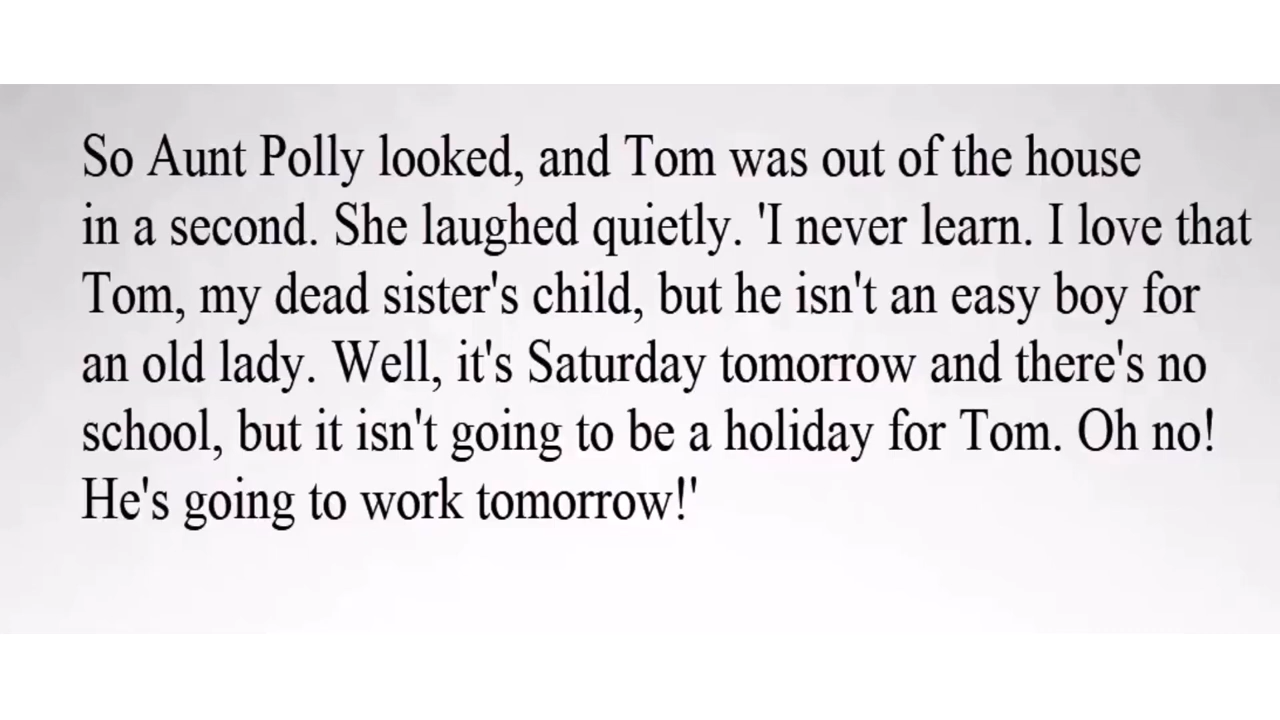 So Aunt Polly looked, and Tom was out of the house
in a second. She laughed quietly. 'I never learn. I love that
Tom, my dead sister's child, but he isn't an easy boy for
an old lady. Well, it's Saturday tomorrow and there's no
school, but it isn't going to be a holiday for Tom. Oh no!
He's going to work tomorrow!'